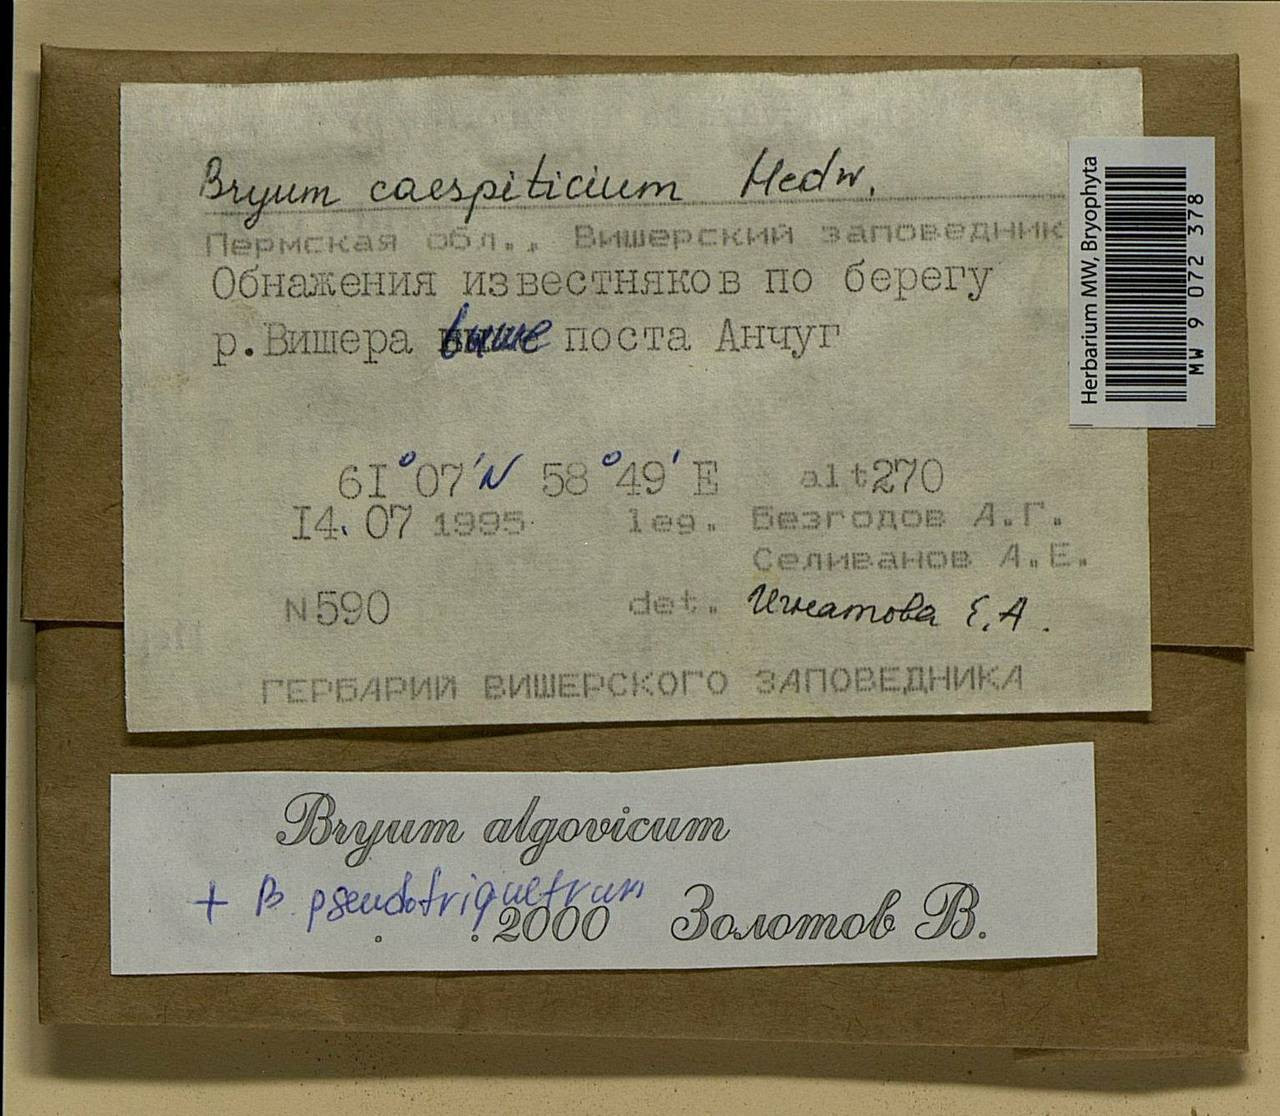 Bryum caespiticium Hedw.
Пермская обл., Вишерский заповедник
Обнажения известняков по берегу
р.Вишера выше поста Анчуг
61°07'N 58°49'E alt270
14.07 1995 leg. Безгодов А.Г.
Селиванов А.Е.
N590 det. Игнатова Е.А.
ГЕРБАРИЙ ВИШЕРСКОГО ЗАПОВЕДНИКА
Herbarium MW, Bryophyta
MW 9 072 378
Bryum algovicum
+ B. pseudotriquetrum
. . 2000 Золотов В.